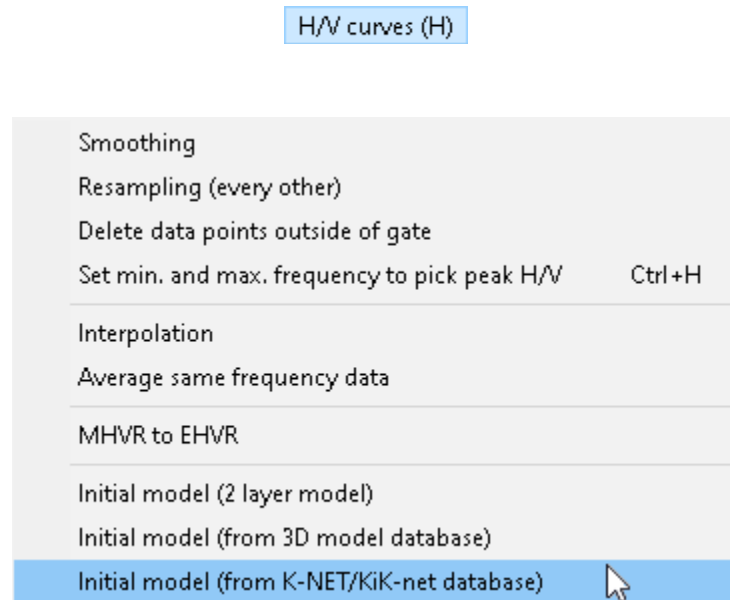 H/V curves (H)
Smoothing
Resampling (every other)
Delete data points outside of gate
Set min. and max. frequency to pick peak H/V Ctrl+H
Interpolation
Average same frequency data
MHVR to EHVR
Initial model (2 layer model)
Initial model (from 3D model database)
Initial model (from K-NET/KiK-net database)